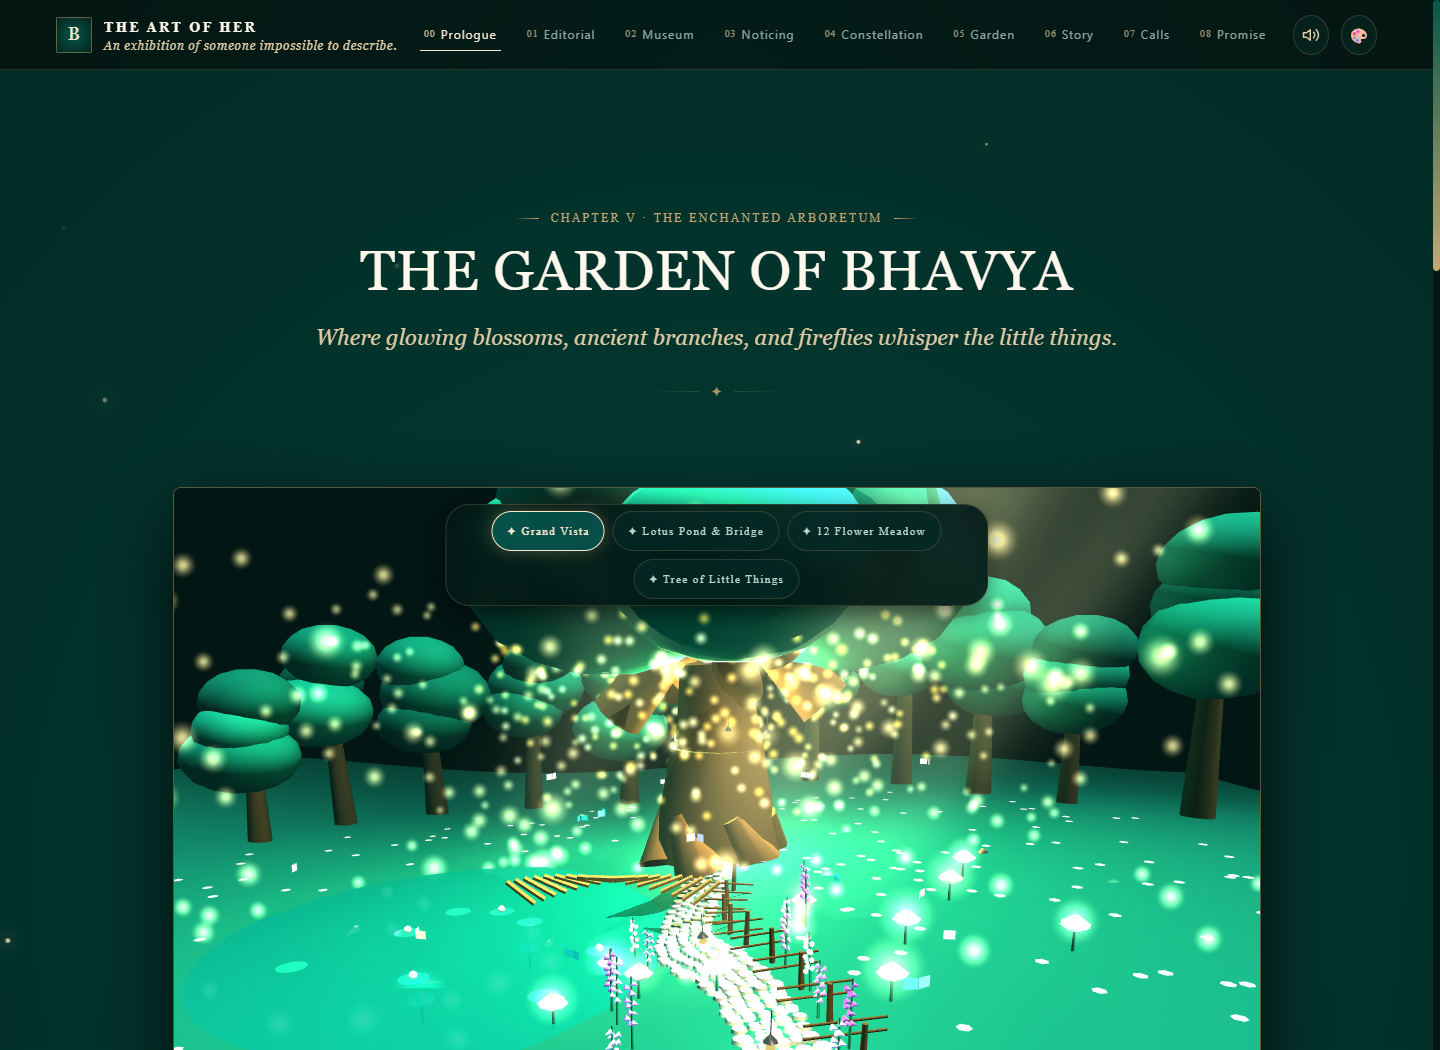 B
THE ART OF HER
An exhibition of someone impossible to describe.
00 Prologue
01 Editorial
02 Museum
03 Noticing
04 Constellation
05 Garden
06 Story
07 Calls
08 Promise
CHAPTER V · THE ENCHANTED ARBORETUM
THE GARDEN OF BHAVYA
Where glowing blossoms, ancient branches, and fireflies whisper the little things.
✦ Grand Vista
✦ Lotus Pond & Bridge
✦ 12 Flower Meadow
✦ Tree of Little Things